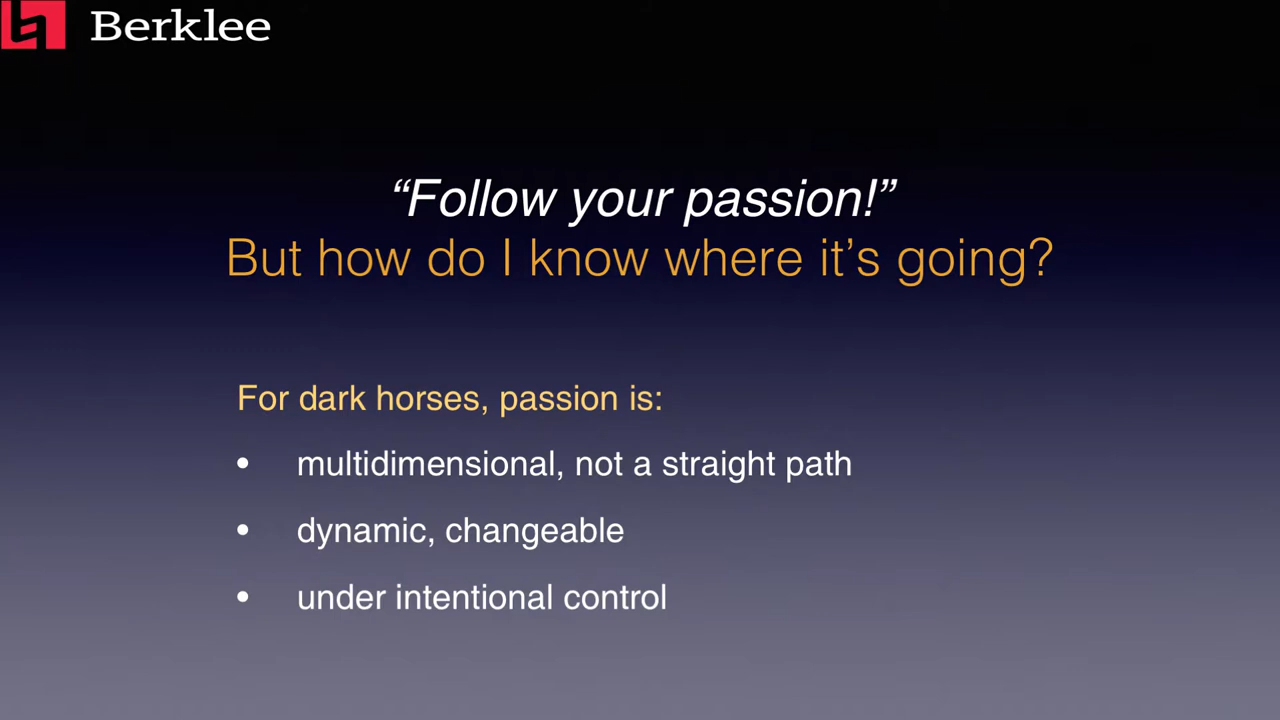 Berklee
“Follow your passion!”
But how do I know where it’s going?
For dark horses, passion is:
• multidimensional, not a straight path
• dynamic, changeable
• under intentional control